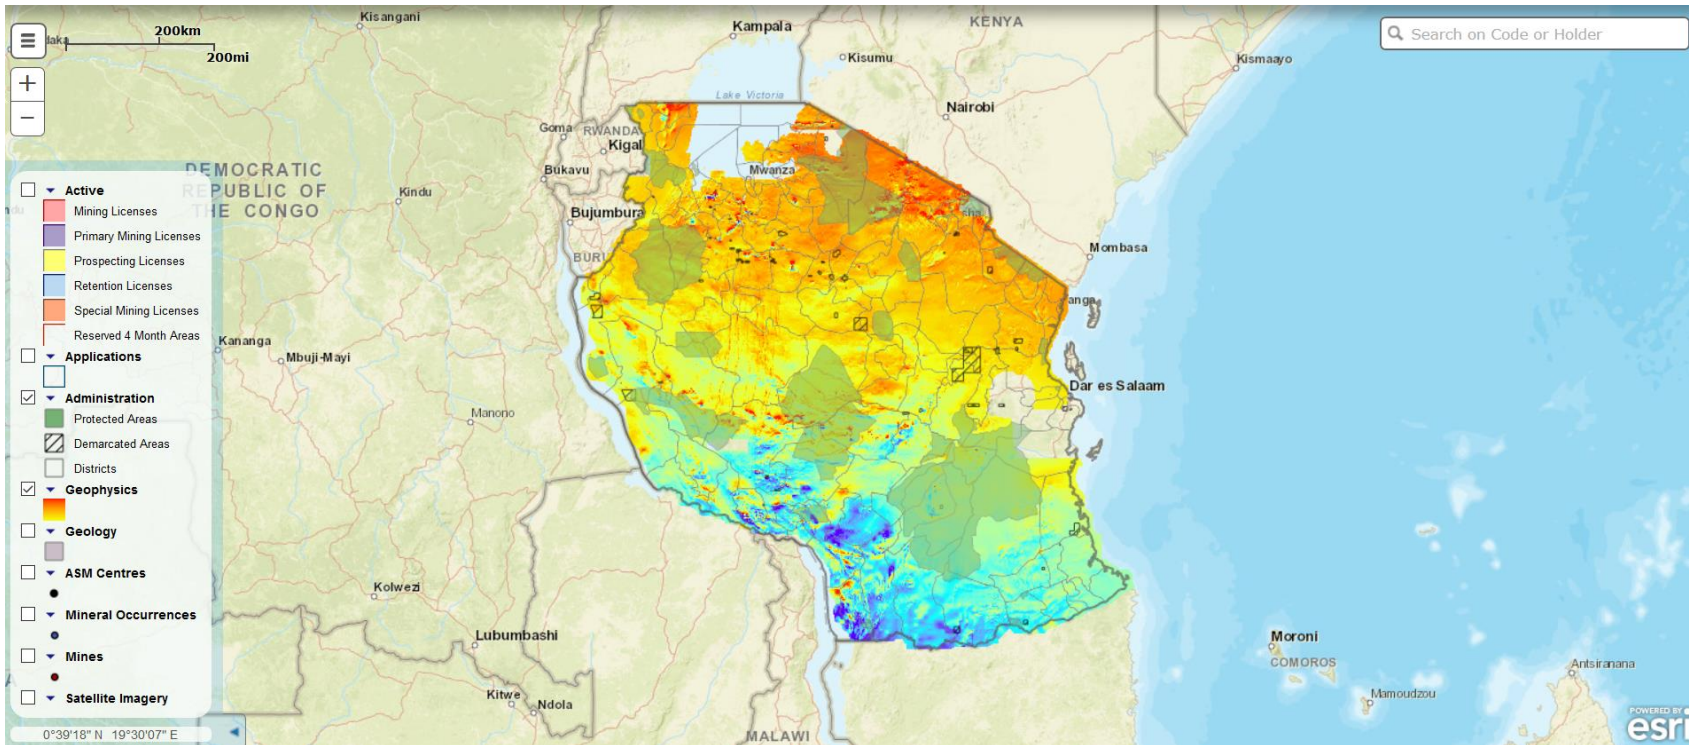 Kisangani
Kampala
KENYA
200km
200mi
Search on Code or Holder
Kisumu
Kismaayo
Lake Victoria
Nairobi
Goma
RWANDA
Kigal
Mwanza
Bukavu
DEMOCRATIC
REPUBLIC OF
THE CONGO
Kindu
Bujumbura
BURU
Mombasa
anga
Kananga
Mbuji-Mayi
Dar es Salaam
Manono
Active
Mining Licenses
Primary Mining Licenses
Prospecting Licenses
Retention Licenses
Special Mining Licenses
Reserved 4 Month Areas
Applications
Administration
Protected Areas
Demarcated Areas
Districts
Geophysics
Geology
ASM Centres
Mineral Occurrences
Mines
Satellite Imagery
Kolwezi
Lubumbashi
Kitwe
Ndola
MALAWI
Moroni
COMOROS
Mamoudzou
Antsiranana
0°39'18" N 19°30'07" E
POWERED BY
esri